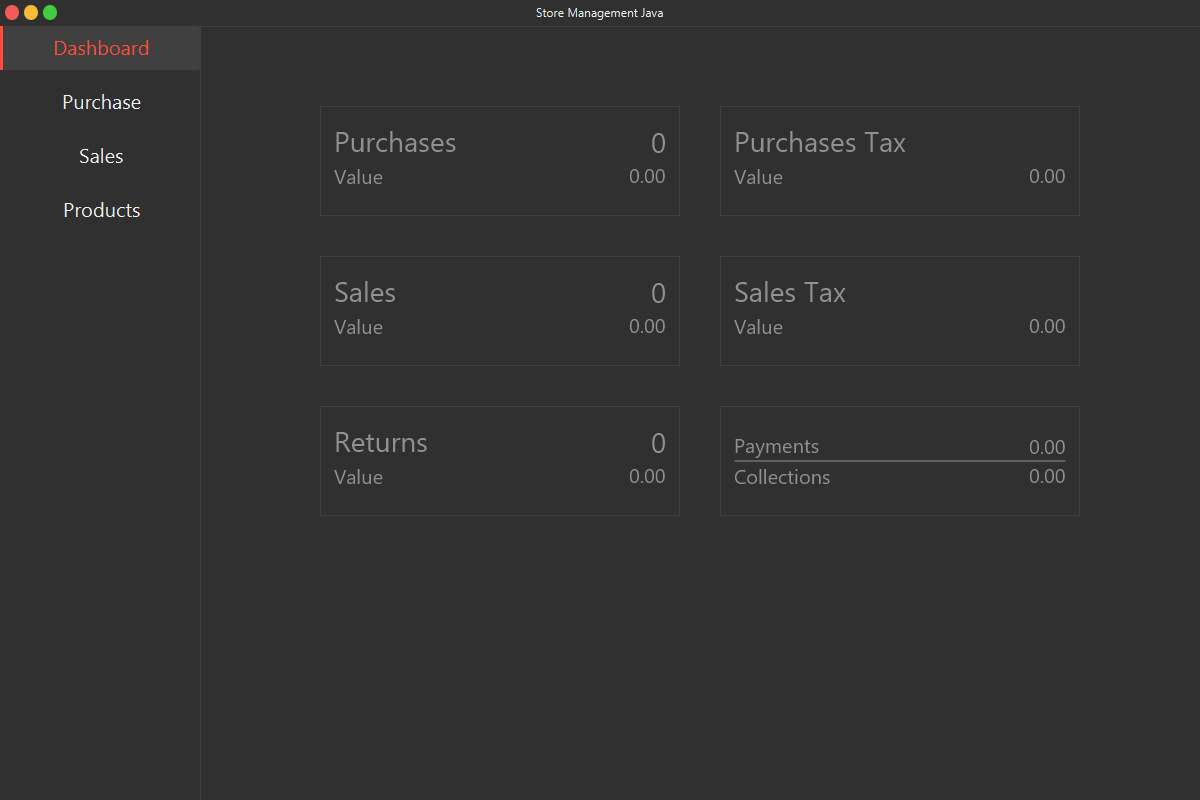 Store Management Java
Dashboard
Purchase
Sales
Products
Purchases 0
Value 0.00
Purchases Tax
Value 0.00
Sales 0
Value 0.00
Sales Tax
Value 0.00
Returns 0
Value 0.00
Payments 0.00
Collections 0.00